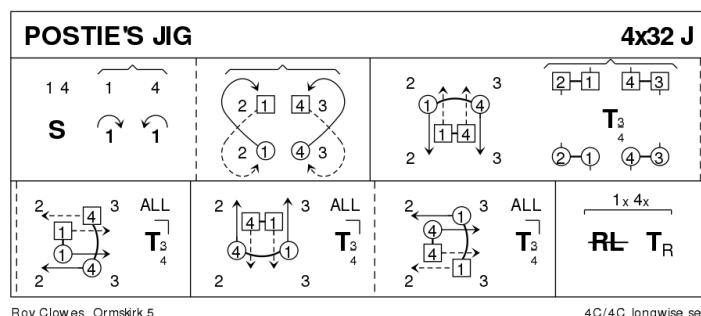 POSTIE'S JIG 4x32 J
1 4 1 4
S 1 1
2 1 4 3
2 1 4 3
2 3
1 4
1 4
2 3
2 1 4 3
T 3
4
2 1 4 3
2 4 3 ALL
1 T 3
1 4
2 4 3
2 3 ALL
4 1
4 1 T 3
4
2 3
2 1 3 ALL
4 T 3
4 4
2 1 3
1x 4x
RL TR
Roy Clowes, Ormskirk 5
4C/4C longwise se